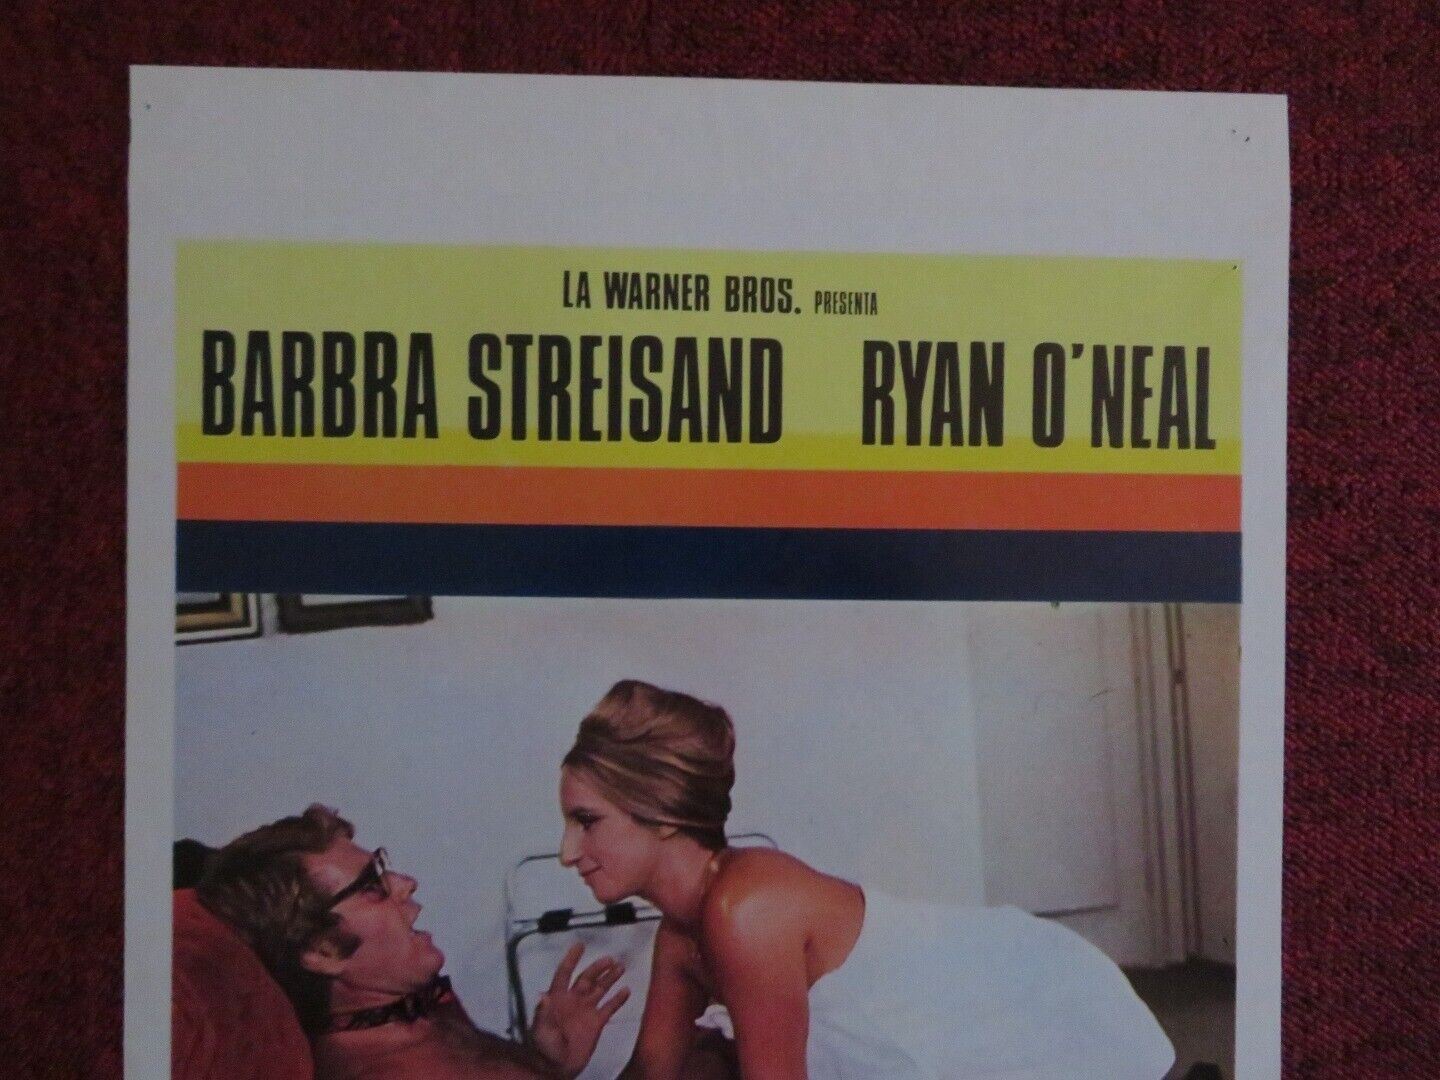 LA WARNER BROS. PRESENTA
BARBRA STREISAND RYAN O'NEAL